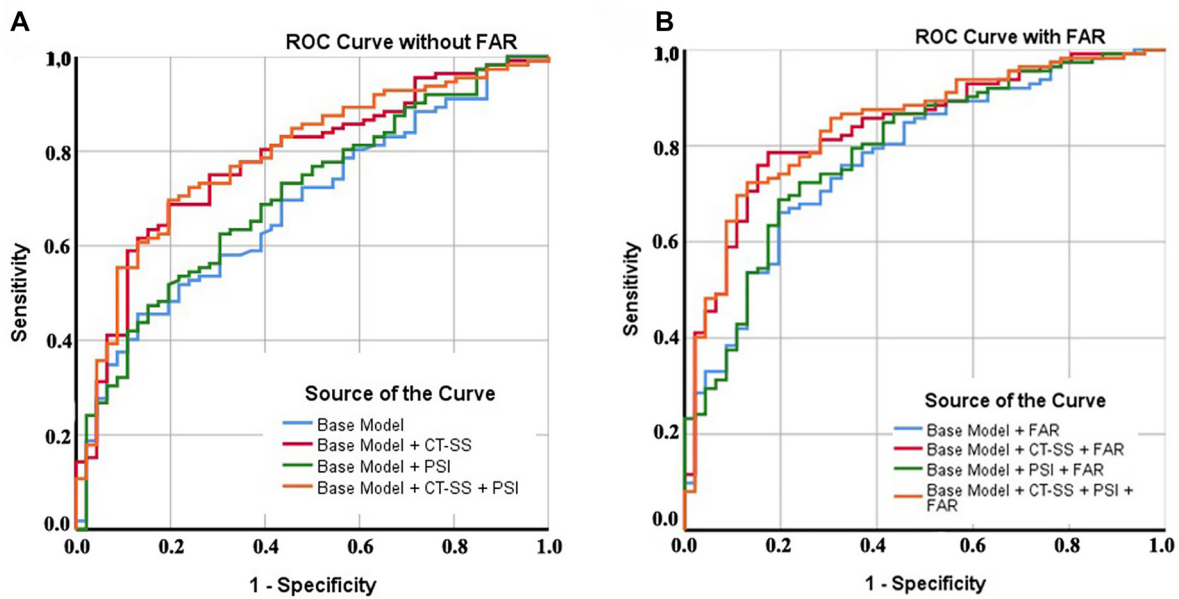 A
ROC Curve without FAR
1.0
0.8
0.6
0.4
0.2
0.0
Sensitivity
0.0 0.2 0.4 0.6 0.8 1.0
1 - Specificity
Source of the Curve
Base Model
Base Model + CT-SS
Base Model + PSI
Base Model + CT-SS + PSI
B
ROC Curve with FAR
1.0
0.8
0.6
0.4
0.2
0.0
Sensitivity
0.0 0.2 0.4 0.6 0.8 1.0
1 - Specificity
Source of the Curve
Base Model + FAR
Base Model + CT-SS + FAR
Base Model + PSI + FAR
Base Model + CT-SS + PSI +
FAR